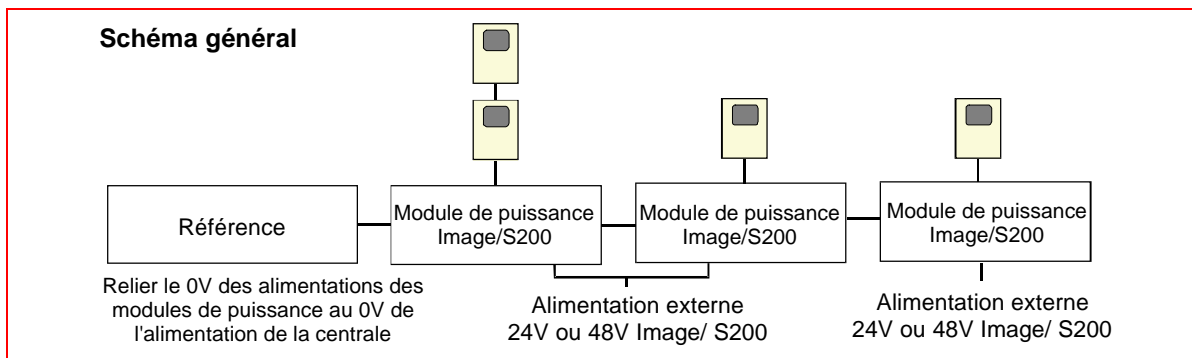 Schéma général
Référence
Module de puissance
Image/S200
Module de puissance
Image/S200
Module de puissance
Image/S200
Relier le 0V des alimentations des
modules de puissance au 0V de
l'alimentation de la centrale
Alimentation externe
24V ou 48V Image/ S200
Alimentation externe
24V ou 48V Image/ S200